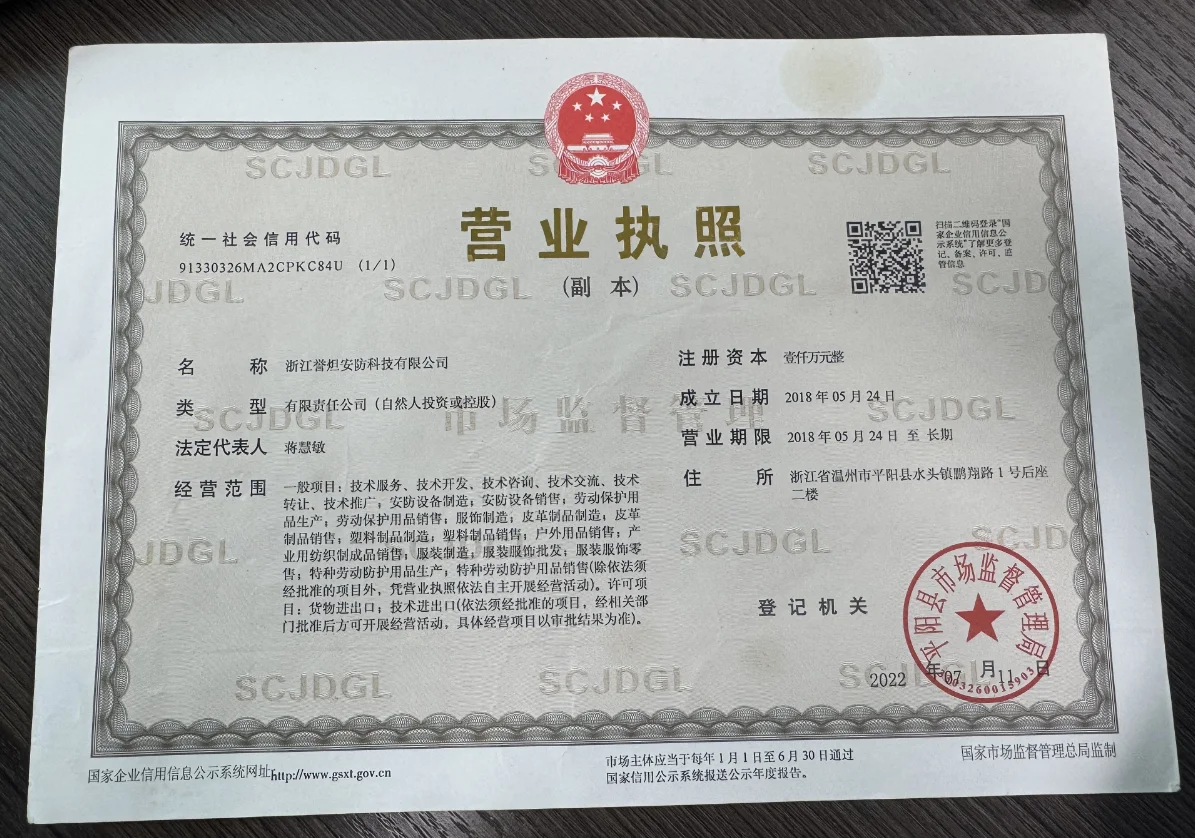 营业执照
(副 本)
统一社会信用代码
91330326MA2CPKC84U (1/1)
扫描二维码登录“国
家企业信用信息公
示系统”了解更多登
记、备案、许可、监
管信息
名 称 浙江誉炟安防科技有限公司
类 型 有限责任公司（自然人投资或控股）
法定代表人 蒋慧敏
经营范围 一般项目：技术服务、技术开发、技术咨询、技术交流、技术
转让、技术推广；安防设备制造；安防设备销售；劳动保护用
品生产；劳动保护用品销售；服饰制造；皮革制品制造；皮革
制品销售；塑料制品制造；塑料制品销售；户外用品销售；产
业用纺织制成品销售；服装制造；服装服饰批发；服装服饰零
售；特种劳动防护用品生产；特种劳动防护用品销售(除依法须
经批准的项目外，凭营业执照依法自主开展经营活动)。许可项
目：货物进出口；技术进出口(依法须经批准的项目，经相关部
门批准后方可开展经营活动，具体经营项目以审批结果为准)。
注册资本 壹仟万元整
成立日期 2018年05月24日
营业期限 2018年05月24日 至 长期
住 所 浙江省温州市平阳县水头镇鹏翔路1号后座
二楼
登记机关
平阳县市场监督管理局
2022 年 07 月 11 日
SCJDGL
市场监督管理
国家企业信用信息公示系统网址http://www.gsxt.gov.cn
市场主体应当于每年1月1日至6月30日通过
国家信用公示系统报送公示年度报告。
国家市场监督管理总局监制